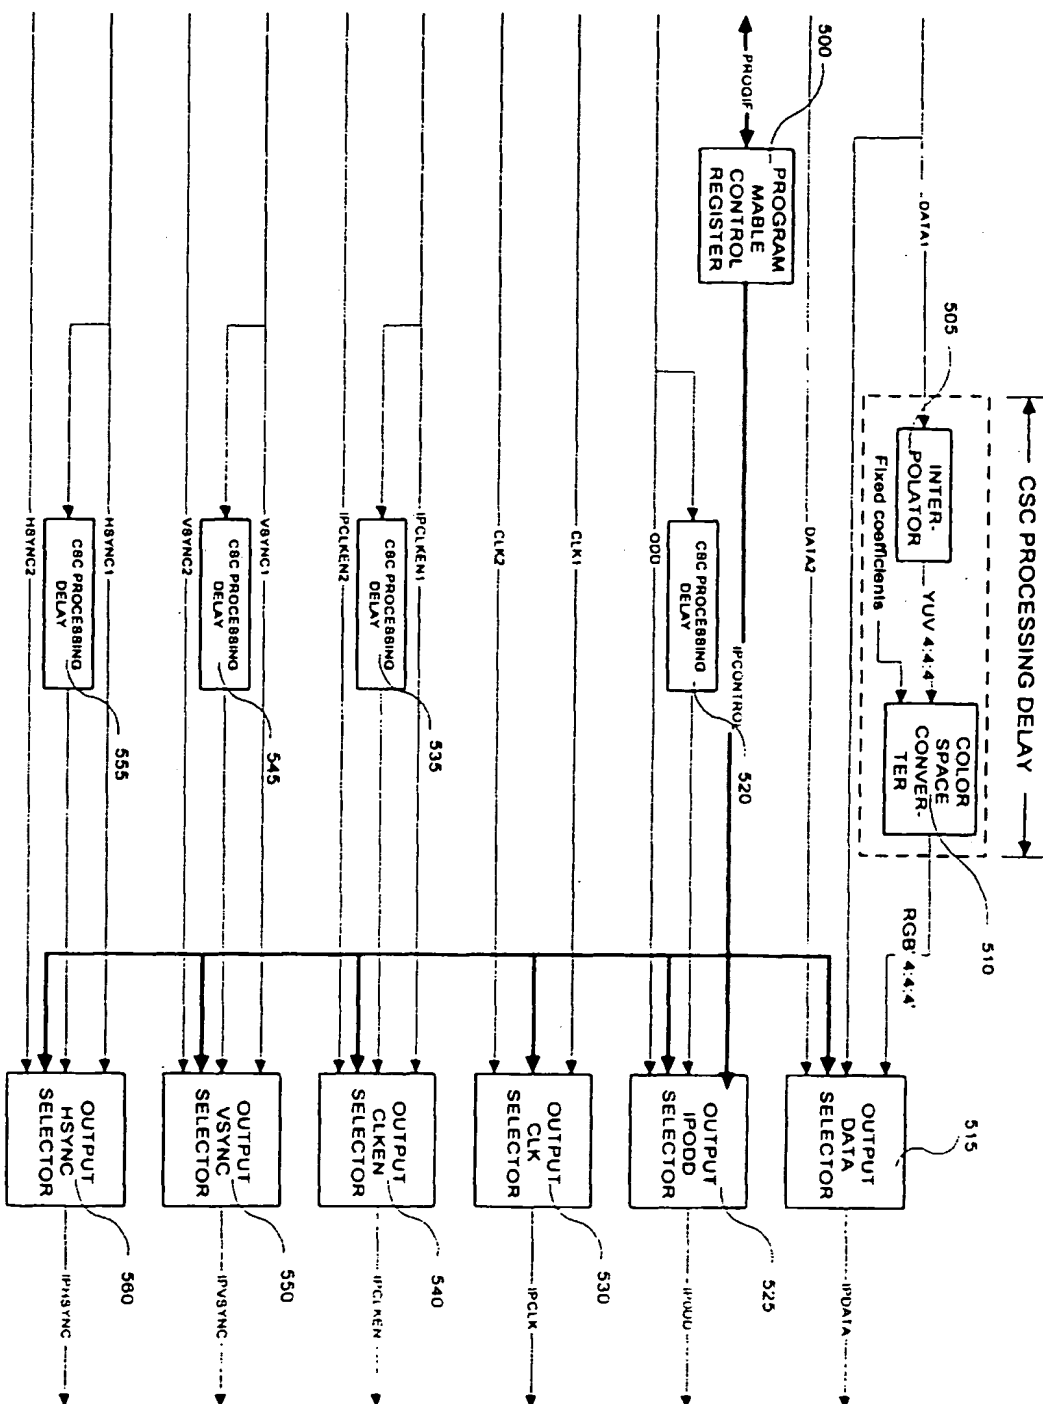 CSC PROCESSING DELAY
505
510
515
DATA1
INTER-
POLATOR
YUV 4:4:4
Fixed coefficients
COLOR
SPACE
CONVER-
TER
RGB' 4:4:4'
OUTPUT
DATA
SELECTOR
IPDATA
DATA2
500
PROGIF
PROGRAM
MABLE
CONTROL
REGISTER
IPCONTROL
520
525
CSC PROCESSING
DELAY
ODD
OUTPUT
IPODD
SELECTOR
IPODD
CLK1
CLK2
530
OUTPUT
CLK
SELECTOR
IPCLK
IPCLKEN1
CSC PROCESSING
DELAY
IPCLKEN2
535
540
OUTPUT
CLKEN
SELECTOR
IPCLKEN
VSYNC1
CSC PROCESSING
DELAY
VSYNC2
545
550
OUTPUT
VSYNC
SELECTOR
IPVSYNC
HSYNC1
CSC PROCESSING
DELAY
HSYNC2
555
560
OUTPUT
HSYNC
SELECTOR
IPHSYNC